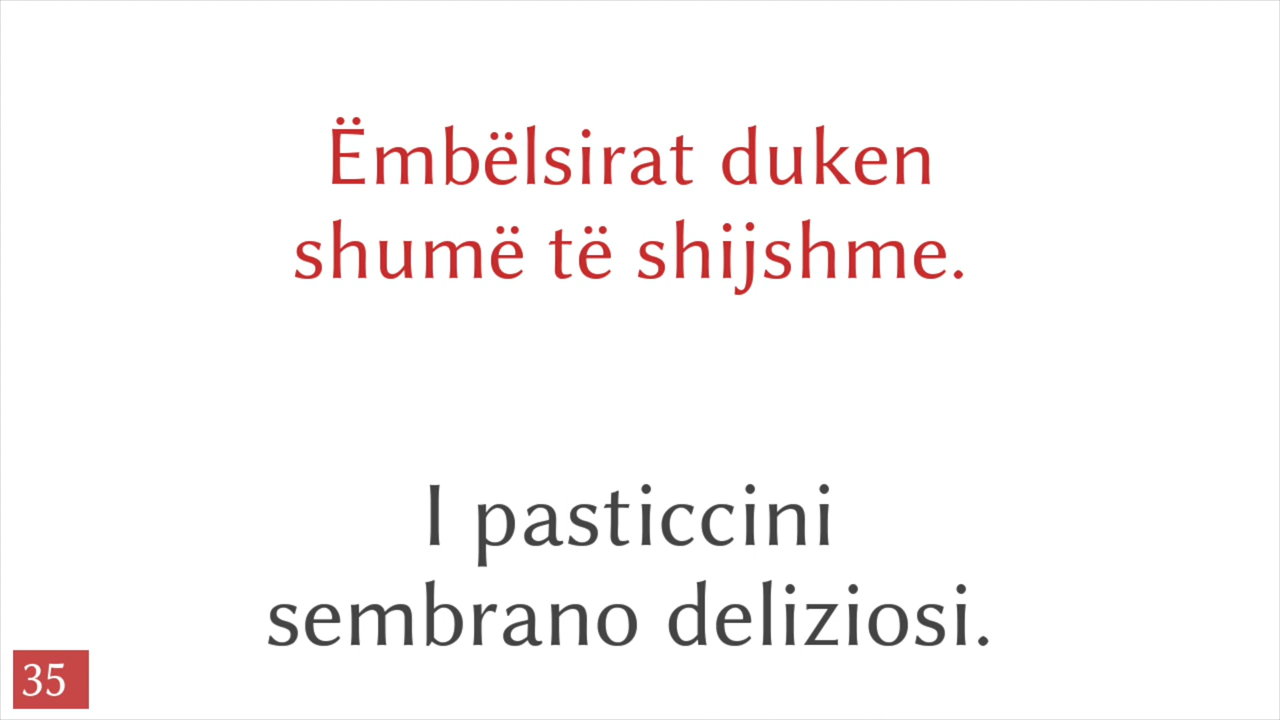 Ëmbëlsirat duken
shumë të shijshme.
I pasticcini
sembrano deliziosi.
35